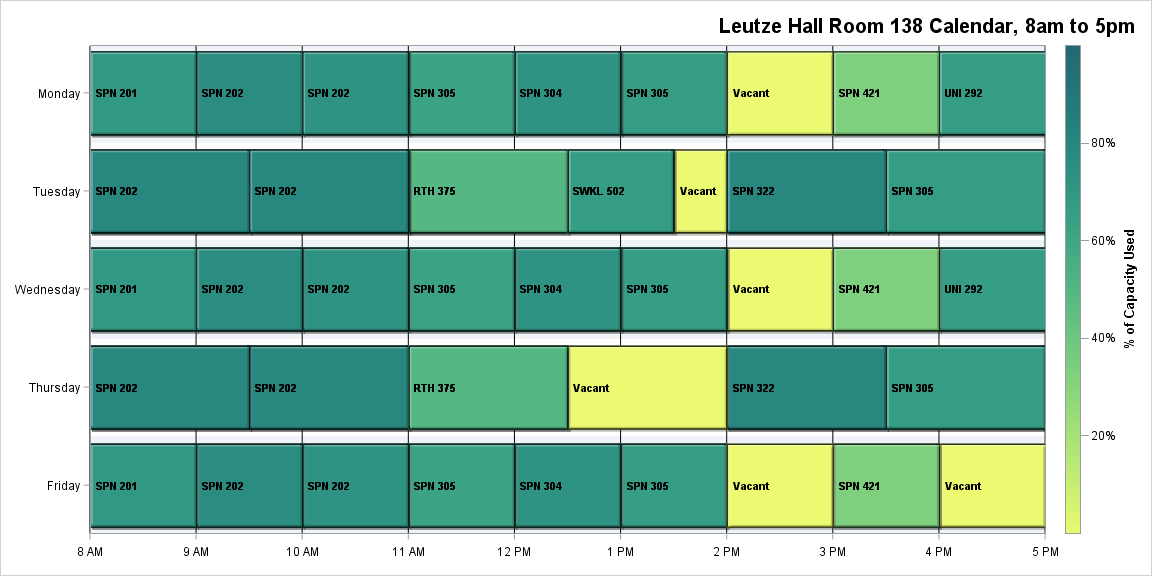 Leutze Hall Room 138 Calendar, 8am to 5pm
Monday
SPN 201
SPN 202
SPN 202
SPN 305
SPN 304
SPN 305
Vacant
SPN 421
UNI 292
Tuesday
SPN 202
SPN 202
RTH 375
SWKL 502
Vacant
SPN 322
SPN 305
Wednesday
SPN 201
SPN 202
SPN 202
SPN 305
SPN 304
SPN 305
Vacant
SPN 421
UNI 292
Thursday
SPN 202
SPN 202
RTH 375
Vacant
SPN 322
SPN 305
Friday
SPN 201
SPN 202
SPN 202
SPN 305
SPN 304
SPN 305
Vacant
SPN 421
Vacant
8 AM
9 AM
10 AM
11 AM
12 PM
1 PM
2 PM
3 PM
4 PM
5 PM
80%
60%
40%
20%
% of Capacity Used